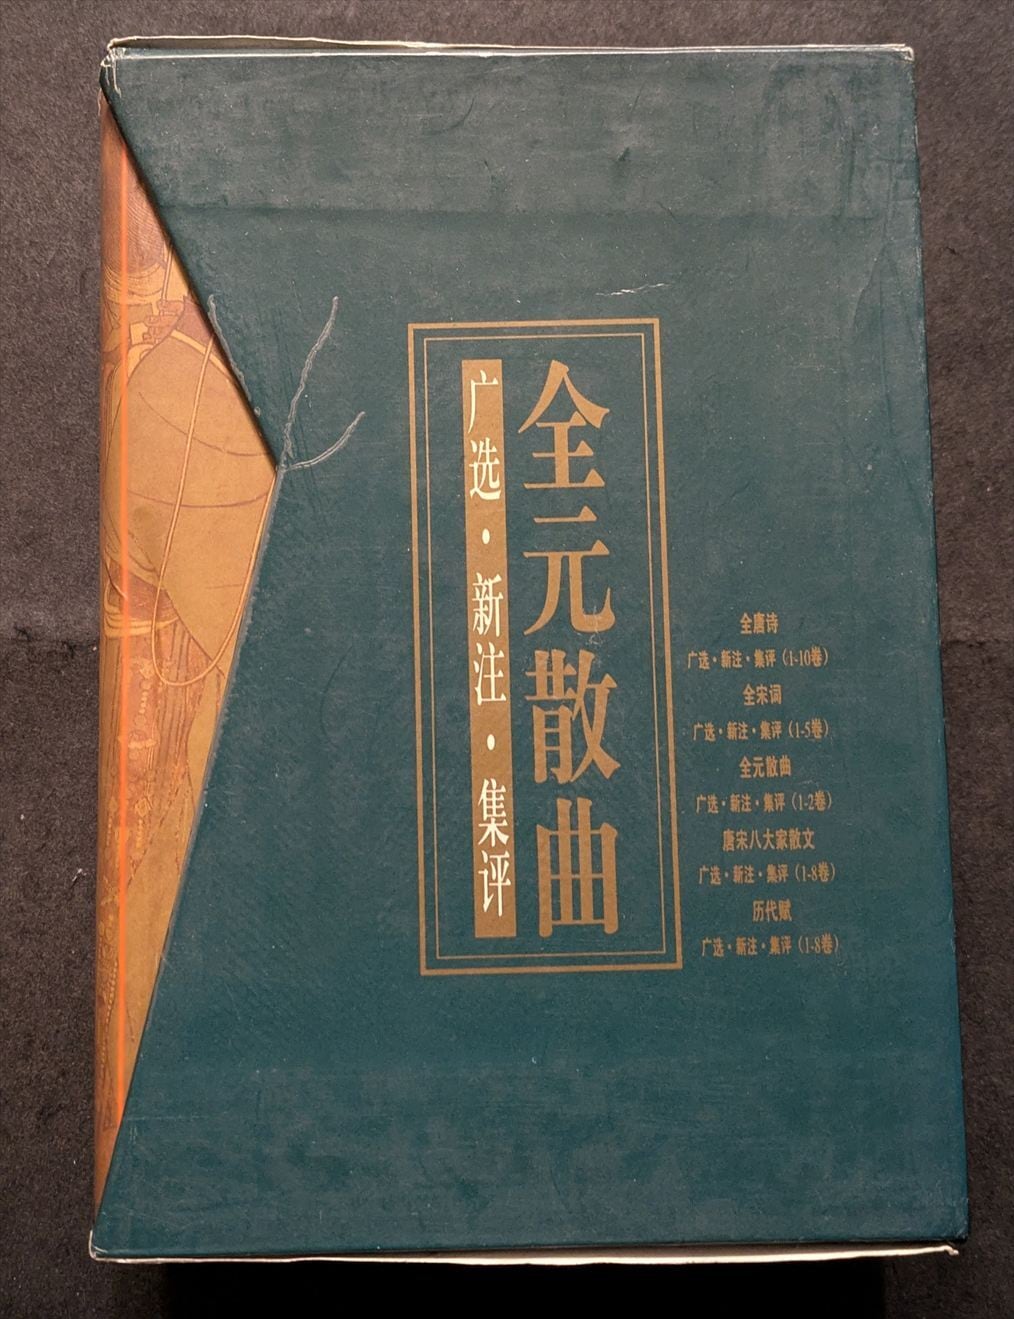 全元散曲
广选·新注·集评
全唐诗
广选·新注·集评（1-10卷）
全宋词
广选·新注·集评（1-5卷）
全元散曲
广选·新注·集评（1-2卷）
唐宋八大家散文
广选·新注·集评（1-8卷）
历代赋
广选·新注·集评（1-8卷）